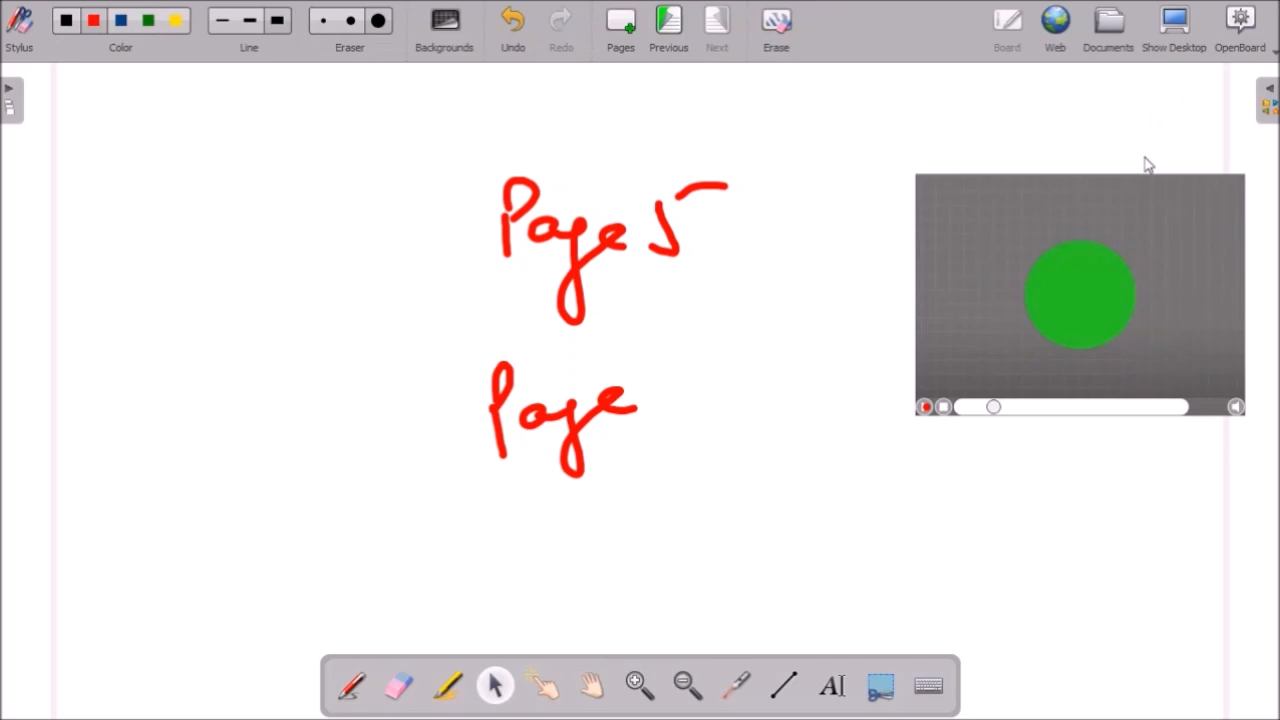 Stylus
Color
Line
Eraser
Backgrounds
Undo
Redo
Pages
Previous
Next
Erase
Board
Web
Documents
Show Desktop
OpenBoard
Page 5
Page
AI